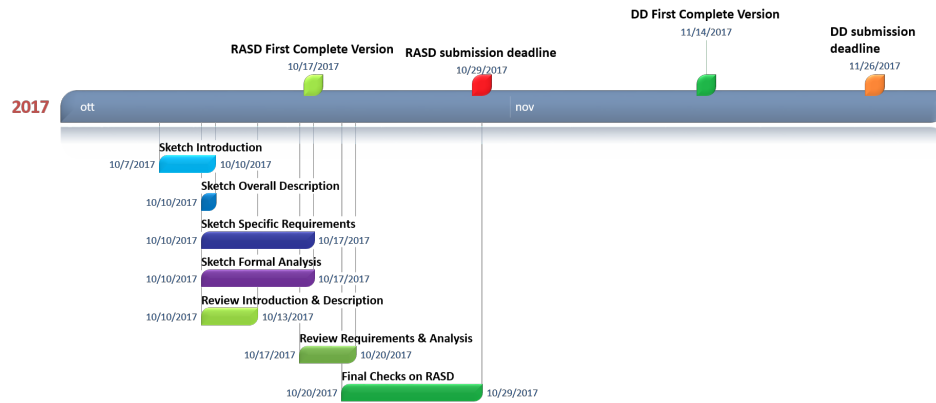 DD First Complete Version
11/14/2017
DD submission
deadline
11/26/2017
RASD First Complete Version
10/17/2017
RASD submission deadline
10/29/2017
2017
ott
nov
Sketch Introduction
10/7/2017
10/10/2017
Sketch Overall Description
10/10/2017
Sketch Specific Requirements
10/10/2017
10/17/2017
Sketch Formal Analysis
10/10/2017
10/17/2017
Review Introduction & Description
10/10/2017
10/13/2017
Review Requirements & Analysis
10/17/2017
10/20/2017
Final Checks on RASD
10/20/2017
10/29/2017